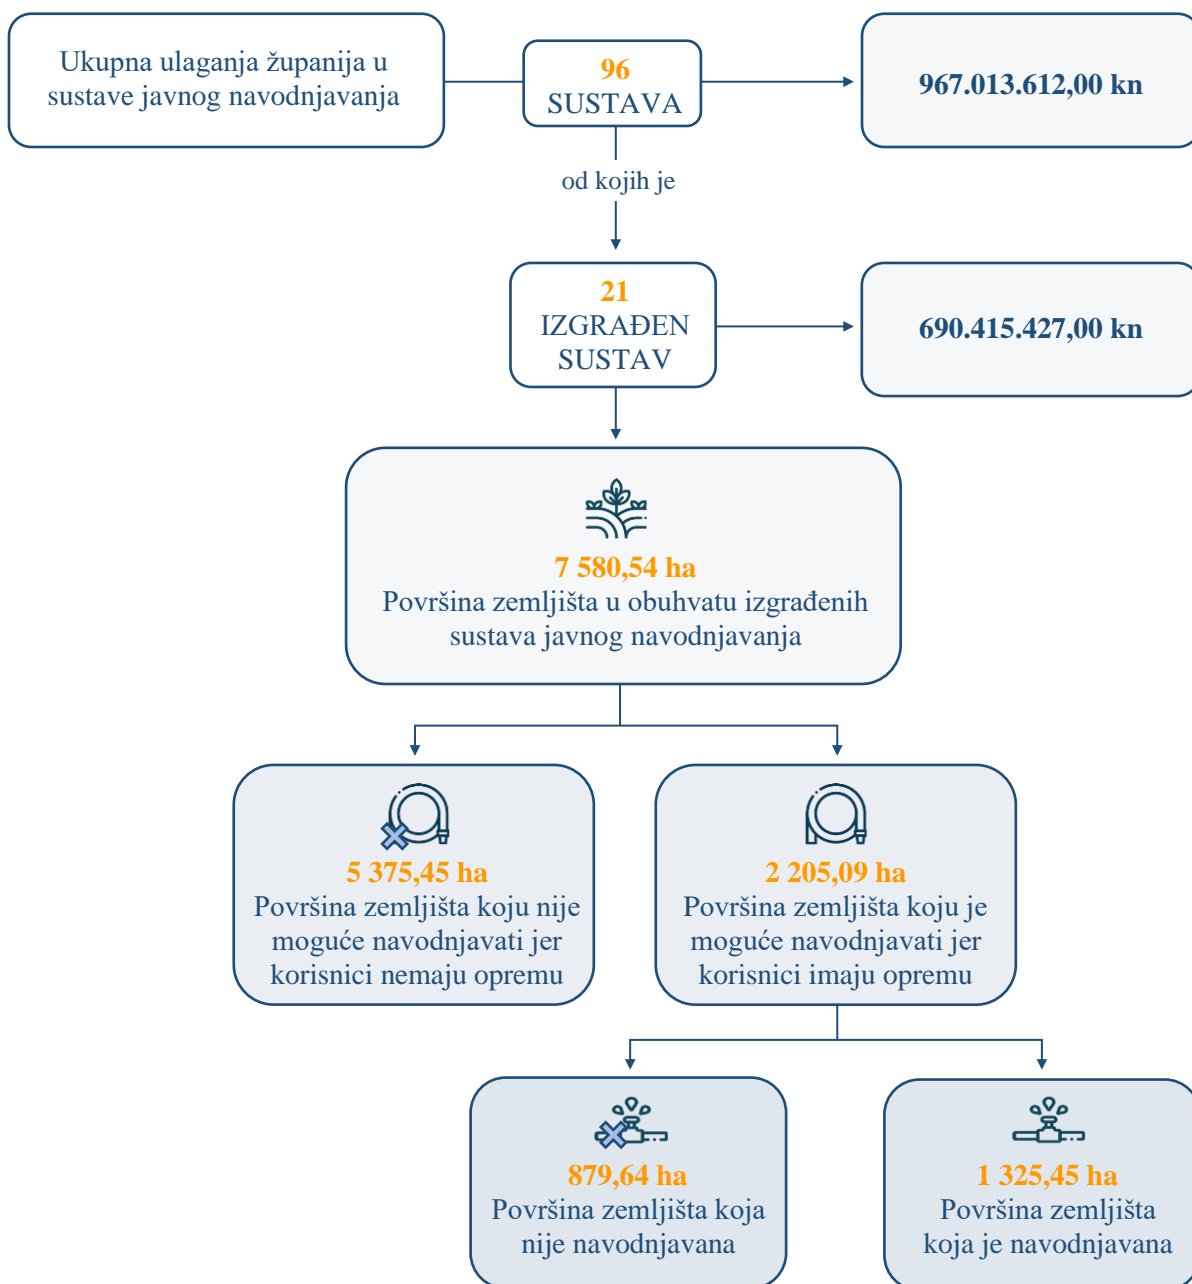 Ukupna ulaganja županija u
sustave javnog navodnjavanja
96
SUSTAVA
967.013.612,00 kn
od kojih je
21
IZGRAĐEN
SUSTAV
690.415.427,00 kn
7 580,54 ha
Površina zemljišta u obuhvatu izgrađenih
sustava javnog navodnjavanja
5 375,45 ha
Površina zemljišta koju nije
moguće navodnjavati jer
korisnici nemaju opremu
2 205,09 ha
Površina zemljišta koju je
moguće navodnjavati jer
korisnici imaju opremu
879,64 ha
Površina zemljišta koja
nije navodnjavana
1 325,45 ha
Površina zemljišta
koja je navodnjavana